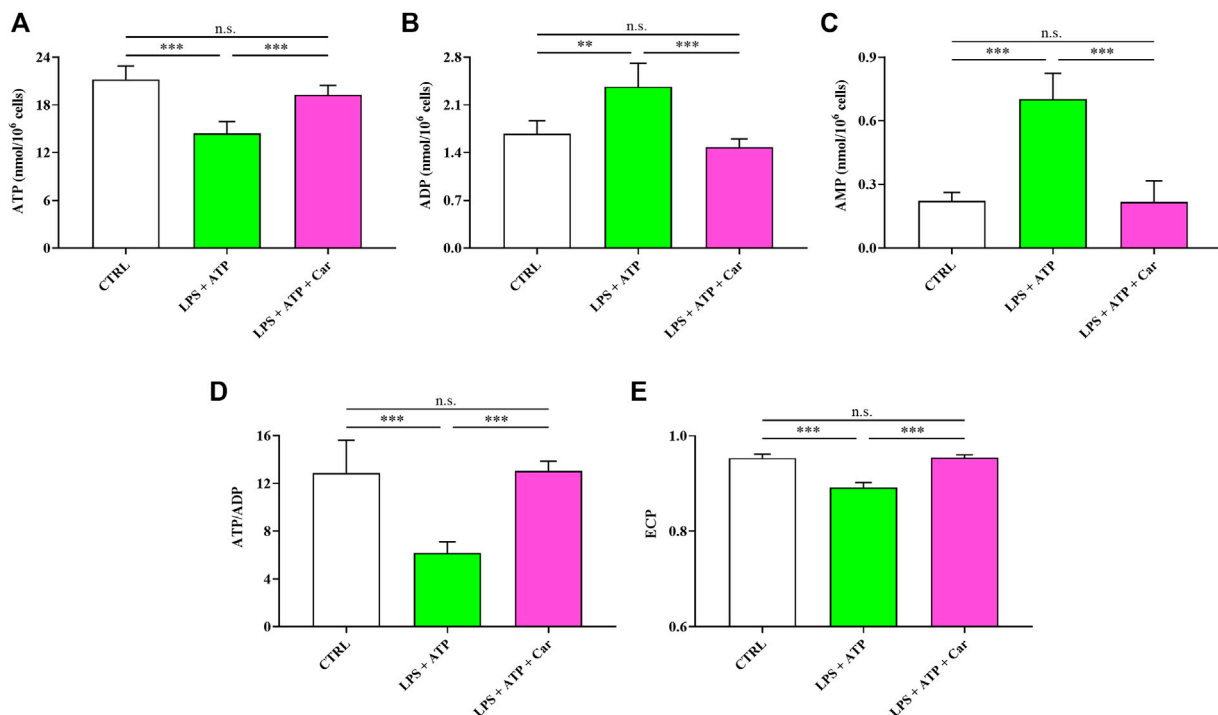 A
n.s.
***
***
ATP (nmol/10⁶ cells)
24
18
12
6
0
CTRL
LPS + ATP
LPS + ATP + Car
B
n.s.
**
***
ADP (nmol/10⁶ cells)
2.8
2.1
1.4
0.7
0.0
CTRL
LPS + ATP
LPS + ATP + Car
C
n.s.
***
***
AMP (nmol/10⁶ cells)
0.9
0.6
0.3
0.0
CTRL
LPS + ATP
LPS + ATP + Car
D
n.s.
***
***
ATP/ADP
16
12
8
4
0
CTRL
LPS + ATP
LPS + ATP + Car
E
n.s.
***
***
ECP
1.0
0.8
0.6
CTRL
LPS + ATP
LPS + ATP + Car